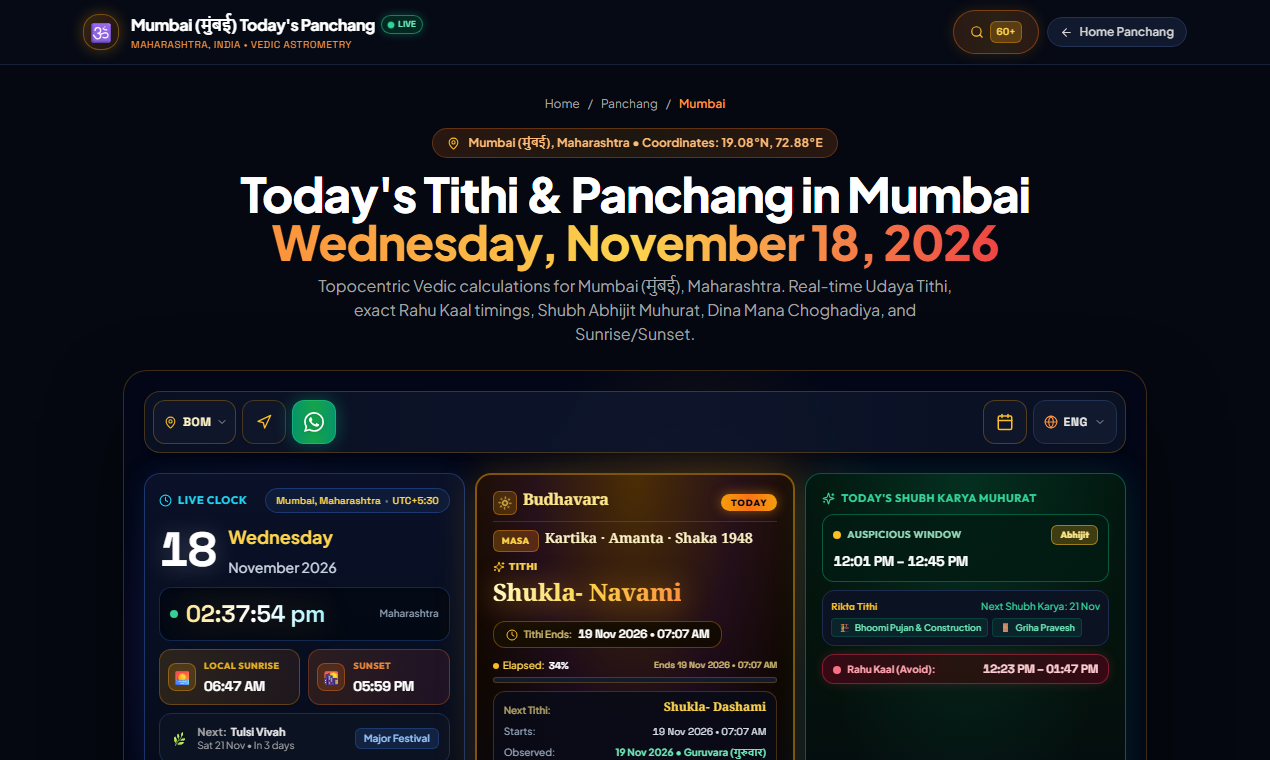 🕉 Mumbai (मुंबई) Today's Panchang LIVE
MAHARASHTRA, INDIA • VEDIC ASTROMETRY
60+
← Home Panchang
Home / Panchang / Mumbai
Mumbai (मुंबई), Maharashtra • Coordinates: 19.08°N, 72.88°E
Today's Tithi & Panchang in Mumbai
Wednesday, November 18, 2026
Topocentric Vedic calculations for Mumbai (मुंबई), Maharashtra. Real-time Udaya Tithi,
exact Rahu Kaal timings, Shubh Abhijit Muhurat, Dina Mana Choghadiya, and
Sunrise/Sunset.
BOM
ENG
LIVE CLOCK
Mumbai, Maharashtra • UTC+5:30
18
Wednesday
November 2026
02:37:54 pm
Maharashtra
LOCAL SUNRISE
06:47 AM
SUNSET
05:59 PM
Next: Tulsi Vivah
Sat 21 Nov • In 3 days
Major Festival
Budhavara
TODAY
MASA
Kartika · Amanta · Shaka 1948
TITHI
Shukla- Navami
Tithi Ends: 19 Nov 2026 • 07:07 AM
Elapsed: 34%
Ends 19 Nov 2026 • 07:07 AM
Next Tithi: Shukla- Dashami
Starts: 19 Nov 2026 • 07:07 AM
Observed: 19 Nov 2026 • Guruvara (गुरुवार)
TODAY'S SHUBH KARYA MUHURAT
AUSPICIOUS WINDOW
Abhijit
12:01 PM – 12:45 PM
Rikta Tithi
Next Shubh Karya: 21 Nov
Bhoomi Pujan & Construction
Griha Pravesh
Rahu Kaal (Avoid): 12:23 PM – 01:47 PM